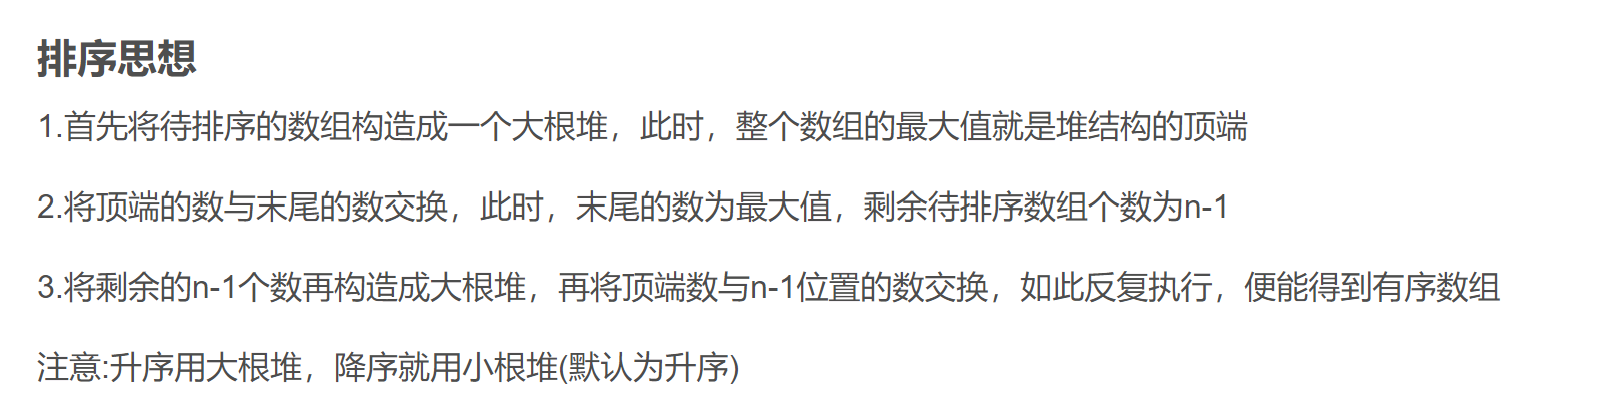 排序思想
1.首先将待排序的数组构造成一个大根堆，此时，整个数组的最大值就是堆结构的顶端
2.将顶端的数与末尾的数交换，此时，末尾的数为最大值，剩余待排序数组个数为n-1
3.将剩余的n-1个数再构造成大根堆，再将顶端数与n-1位置的数交换，如此反复执行，便能得到有序数组
注意:升序用大根堆，降序就用小根堆(默认为升序)